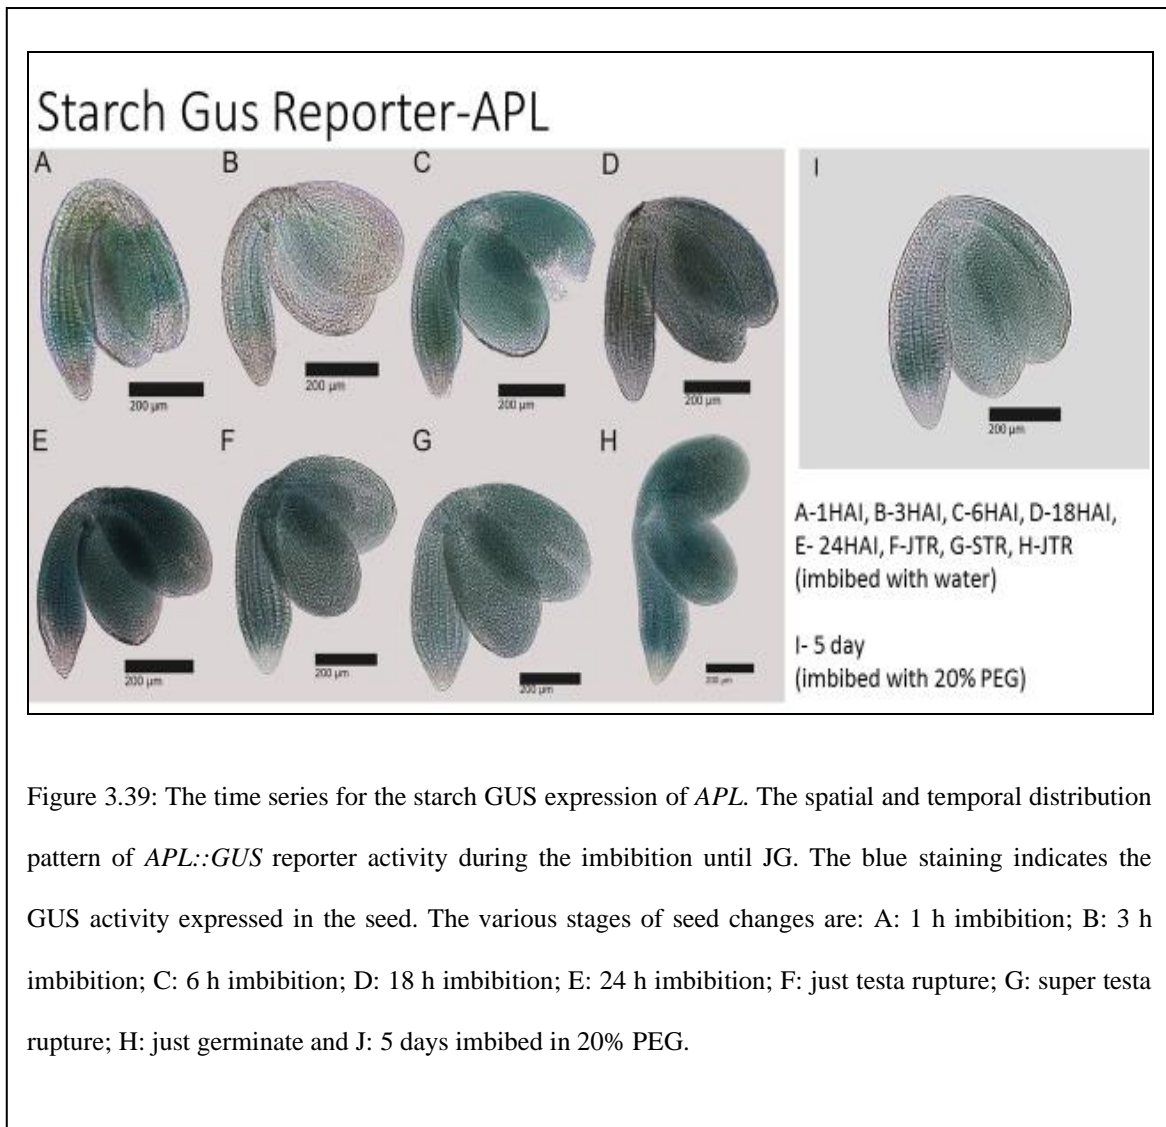 Starch Gus Reporter-APL
A
B
C
D
I
200 µm
200 µm
200 µm
200 µm
200 µm
E
F
G
H
200 µm
200 µm
200 µm
200 µm
A-1HAI, B-3HAI, C-6HAI, D-18HAI,
E- 24HAI, F-JTR, G-STR, H-JTR
(imbibed with water)
I- 5 day
(imbibed with 20% PEG)
Figure 3.39: The time series for the starch GUS expression of APL. The spatial and temporal distribution
pattern of APL::GUS reporter activity during the imbibition until JG. The blue staining indicates the
GUS activity expressed in the seed. The various stages of seed changes are: A: 1 h imbibition; B: 3 h
imbibition; C: 6 h imbibition; D: 18 h imbibition; E: 24 h imbibition; F: just testa rupture; G: super testa
rupture; H: just germinate and J: 5 days imbibed in 20% PEG.